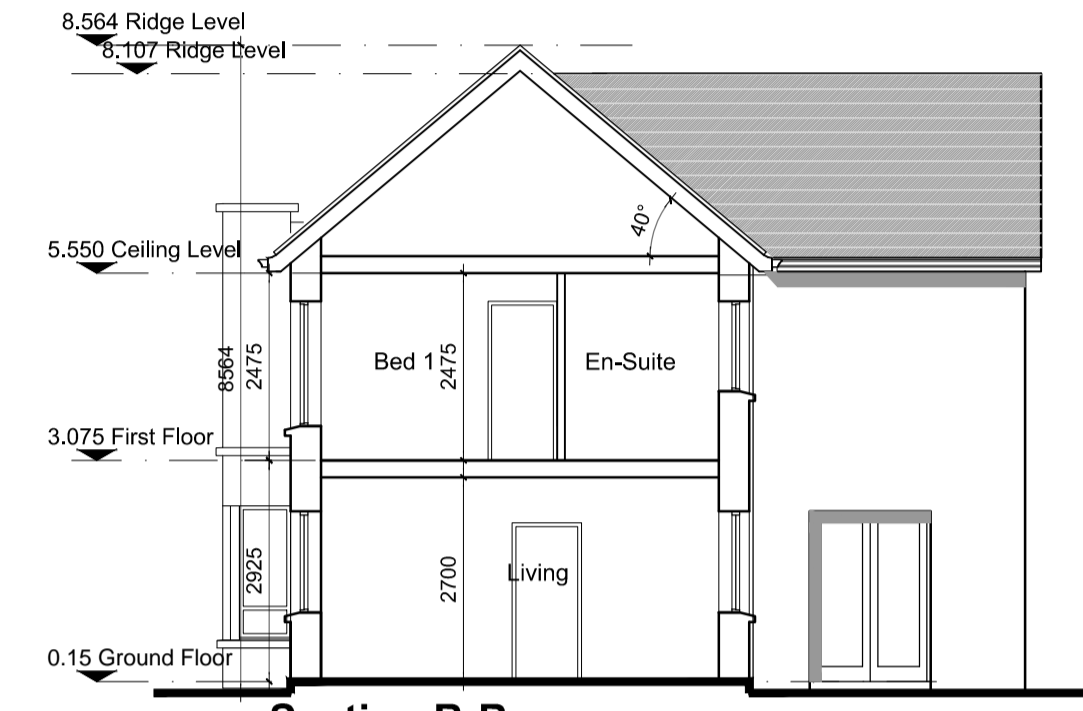 8.564 Ridge Level
8.107 Ridge Level
40°
5.550 Ceiling Level
8564
2475
Bed 1
2475
En-Suite
3.075 First Floor
2925
2700
Living
0.15 Ground Floor